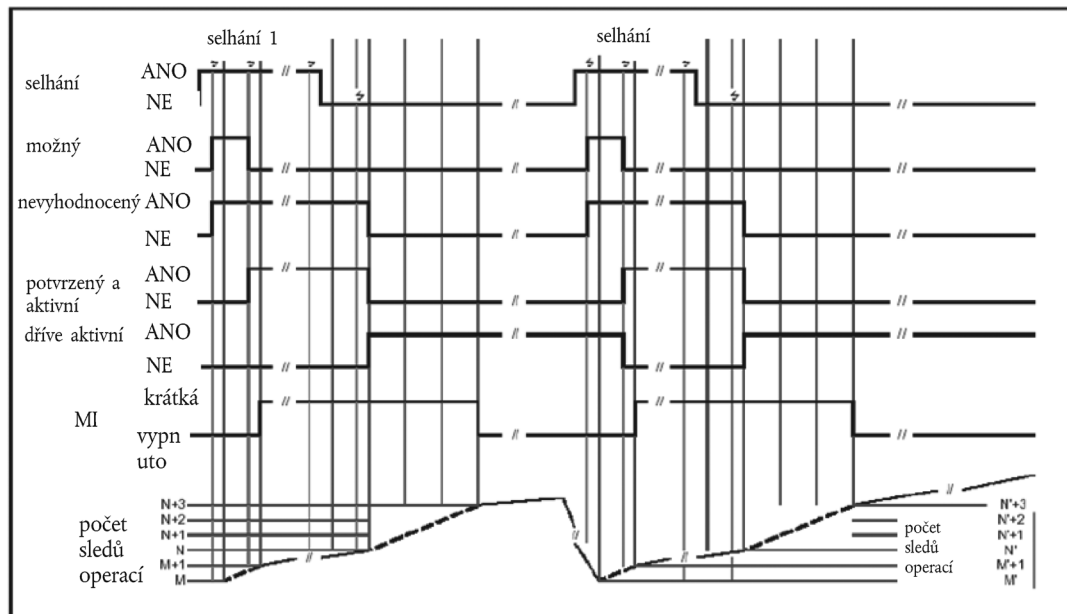 selhání 1
selhání
selhání
ANO
NE
možný
ANO
NE
nevyhodnocený
ANO
NE
potvrzený a
aktivní
ANO
NE
dříve aktivní
ANO
NE
MI
krátká
vypn
uto
počet
sledů
operací
N+3
N+2
N+1
N
M+1
M
počet
sledů
operací
N'+3
N'+2
N'+1
N'
M'+1
M'